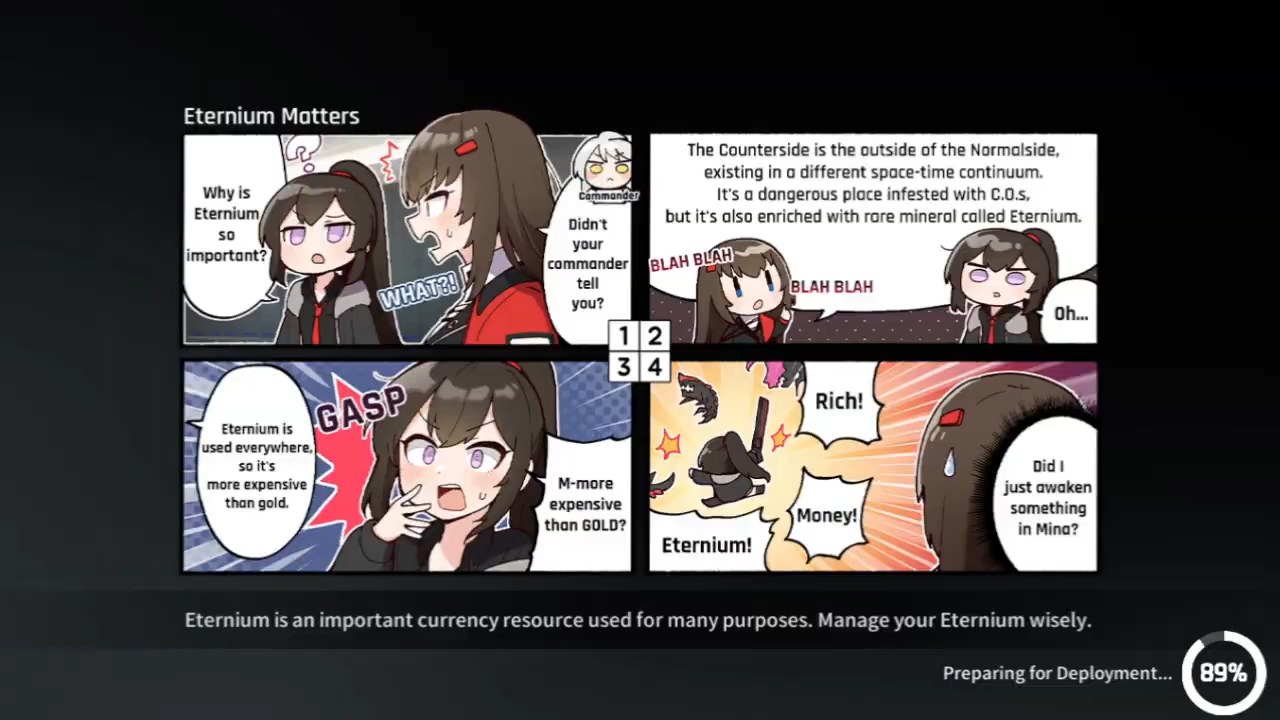 Eternium Matters
Why is
Eternium
so
important?
?
WHAT?!
Commander
Didn't
your
commander
tell
you?
The Counterside is the outside of the Normalside,
existing in a different space-time continuum.
It's a dangerous place infested with C.O.s,
but it's also enriched with rare mineral called Eternium.
BLAH BLAH
BLAH BLAH
Oh...
1 2
3 4
Eternium is
used everywhere,
so it's
more expensive
than gold.
GASP
M-more
expensive
than GOLD?
Rich!
Money!
Eternium!
Did I
just awaken
something
in Mina?
Eternium is an important currency resource used for many purposes. Manage your Eternium wisely.
Preparing for Deployment...
89%